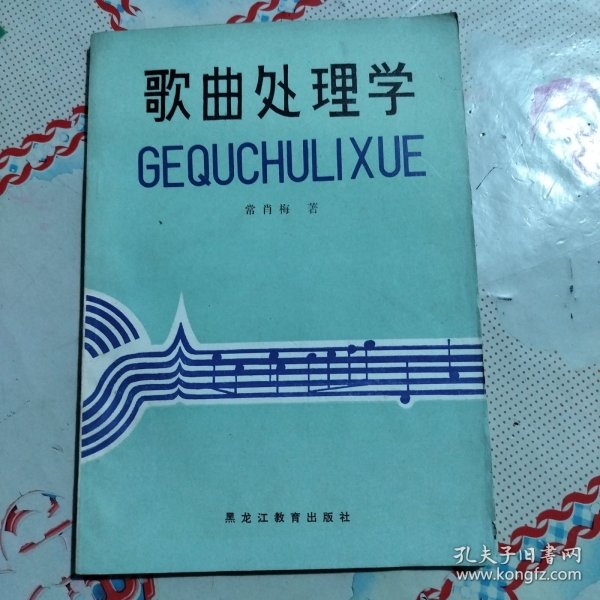 歌曲处理学
GEQUCHULIXUE
常肖梅 著
黑龙江教育出版社
孔夫子旧书网
www.kongfz.com